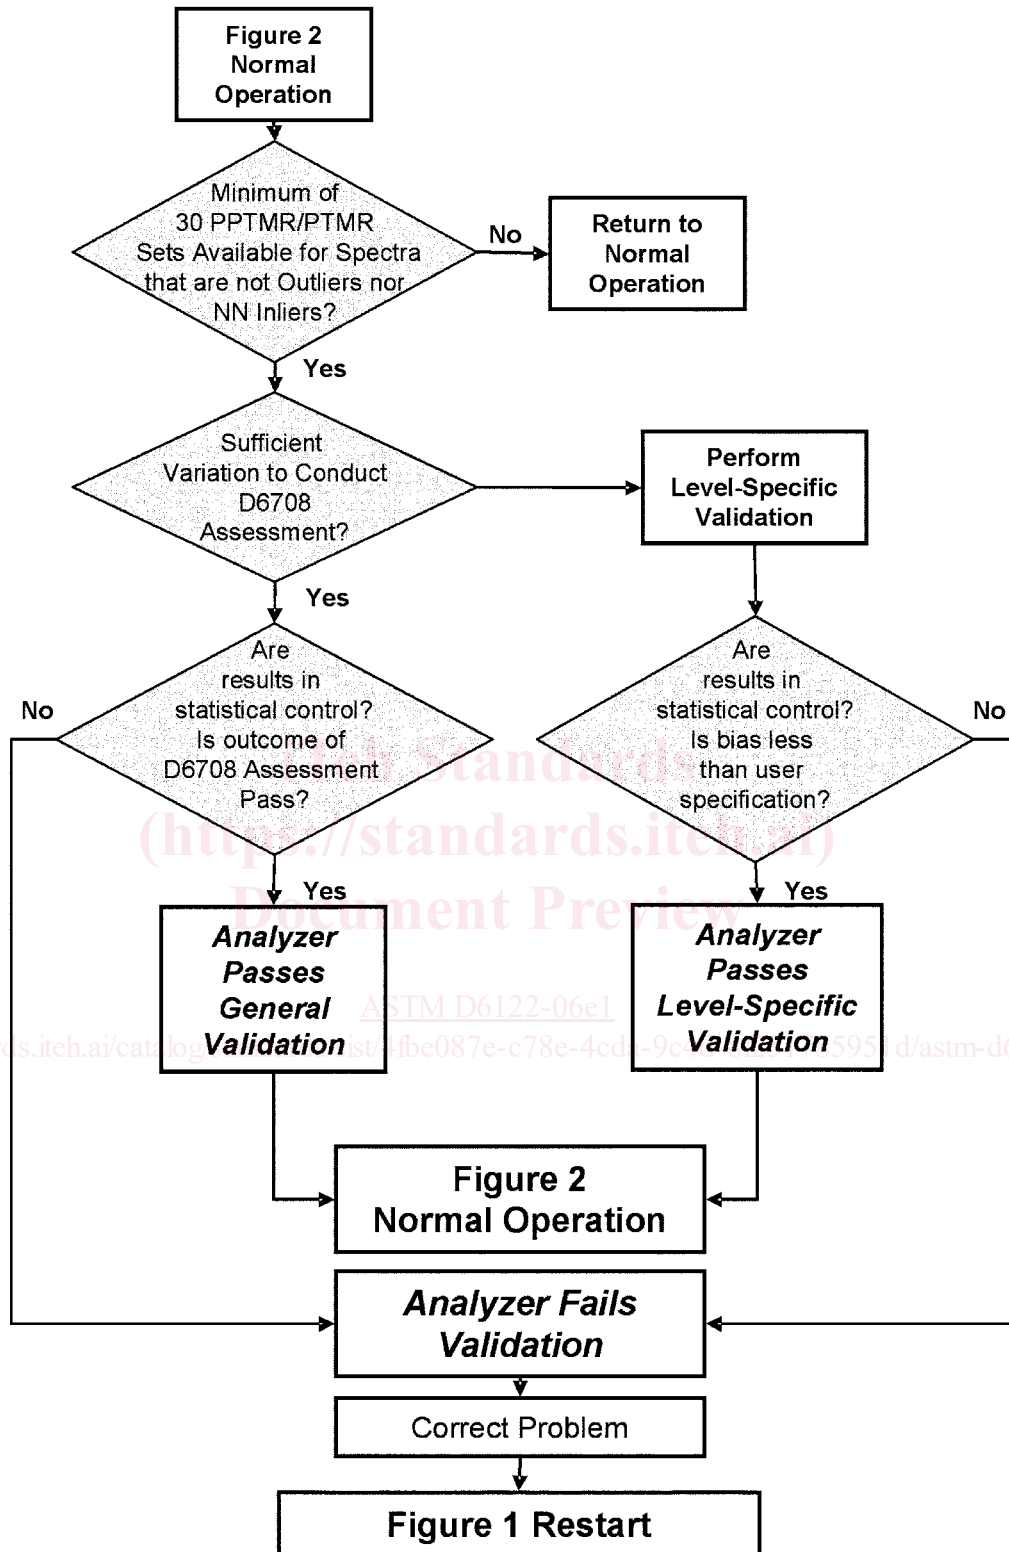 Figure 2
Normal
Operation
Minimum of
30 PPTMR/PTMR
Sets Available for Spectra
that are not Outliers nor
NN Inliers?
No
Return to
Normal
Operation
Yes
Sufficient
Variation to Conduct
D6708
Assessment?
Perform
Level-Specific
Validation
Yes
Are
results in
statistical control?
Is outcome of
D6708 Assessment
Pass?
No
Are
results in
statistical control?
Is bias less
than user
specification?
No
Standards
(https://standards.iteh.ai)
Document Preview
Yes
Yes
Analyzer
Passes
General
Validation
Analyzer
Passes
Level-Specific
Validation
ASTM D6122-06e1
Figure 2
Normal Operation
Analyzer Fails
Validation
Correct Problem
Figure 1 Restart